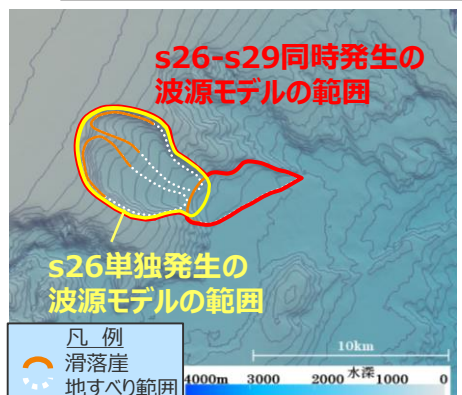 s26-s29同時発生の
波源モデルの範囲
s26単独発生の
波源モデルの範囲
凡 例
滑落崖
地すべり範囲
10km
水深
4000m 3000 2000 1000 0